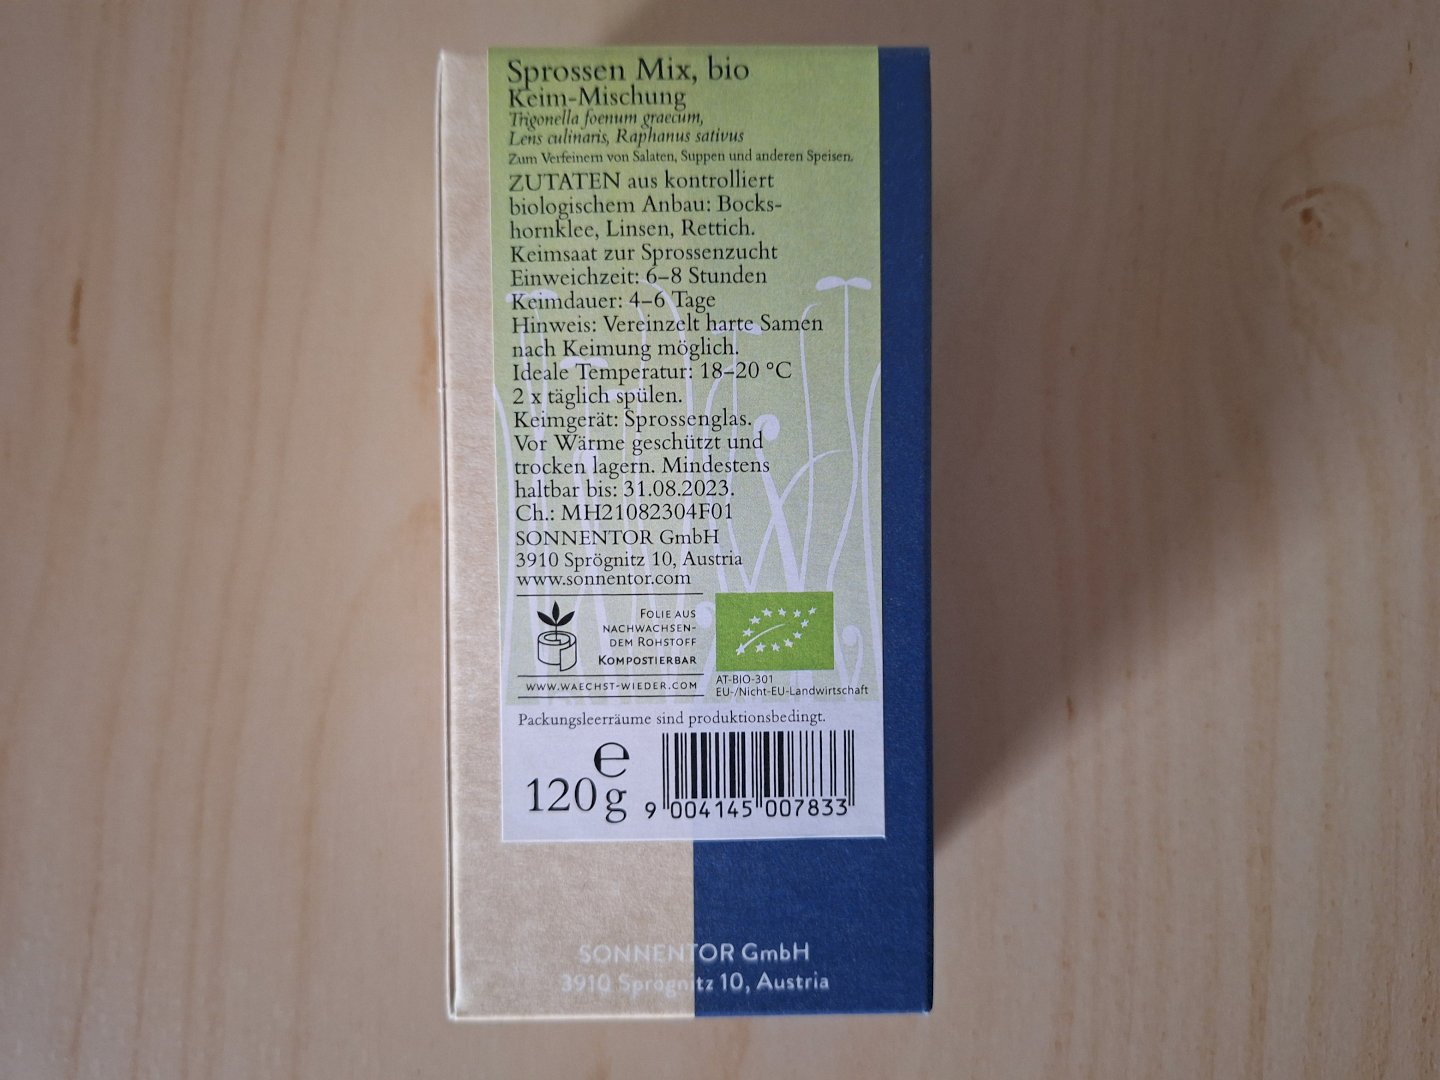 Sprossen Mix, bio
Keim-Mischung
Trigonella foenum graecum,
Lens culinaris, Raphanus sativus
Zum Verfeinern von Salaten, Suppen und anderen Speisen.
ZUTATEN aus kontrolliert
biologischem Anbau: Bocks-
hornklee, Linsen, Rettich.
Keimsaat zur Sprossenzucht
Einweichzeit: 6–8 Stunden
Keimdauer: 4–6 Tage
Hinweis: Vereinzelt harte Samen
nach Keimung möglich.
Ideale Temperatur: 18–20 °C
2 x täglich spülen.
Keimgerät: Sprossenglas.
Vor Wärme geschützt und
trocken lagern. Mindestens
haltbar bis: 31.08.2023.
Ch.: MH21082304F01
SONNENTOR GmbH
3910 Sprögnitz 10, Austria
www.sonnentor.com
FOLIE AUS
NACHWACHSEN-
DEM ROHSTOFF
KOMPOSTIERBAR
WWW.WAECHST-WIEDER.COM
AT-BIO-301
EU-/Nicht-EU-Landwirtschaft
Packungsleerräume sind produktionsbedingt.
e
120 g
9 004145 007833
SONNENTOR GmbH
3910 Sprögnitz 10, Austria